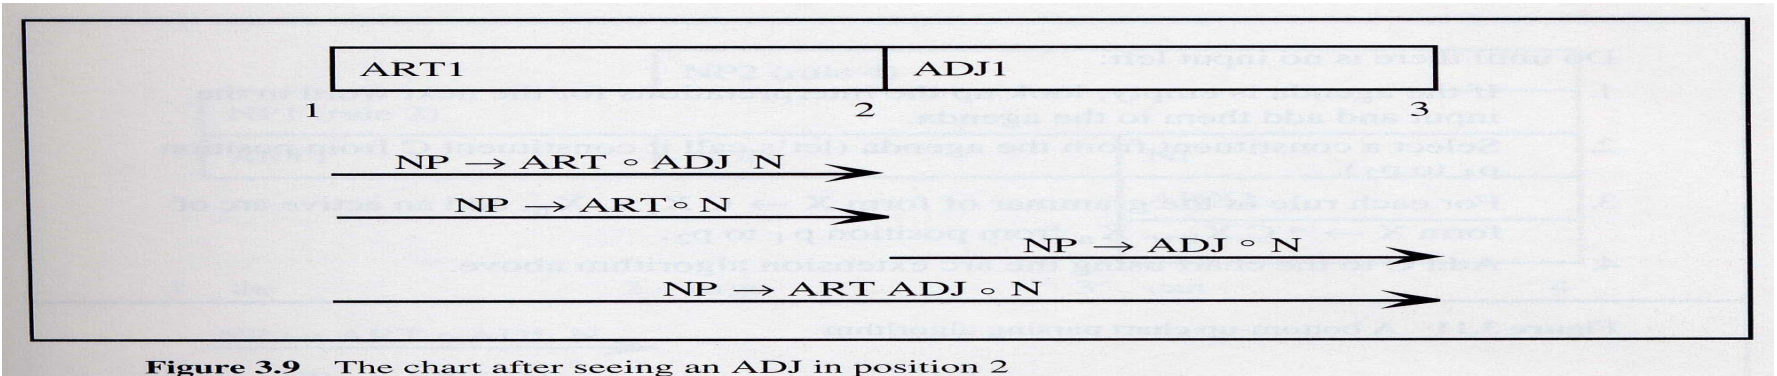 ART1 ADJ1
1 2 3
NP → ART ∘ ADJ N
NP → ART ∘ N
NP → ADJ ∘ N
NP → ART ADJ ∘ N
Figure 3.9 The chart after seeing an ADJ in position 2